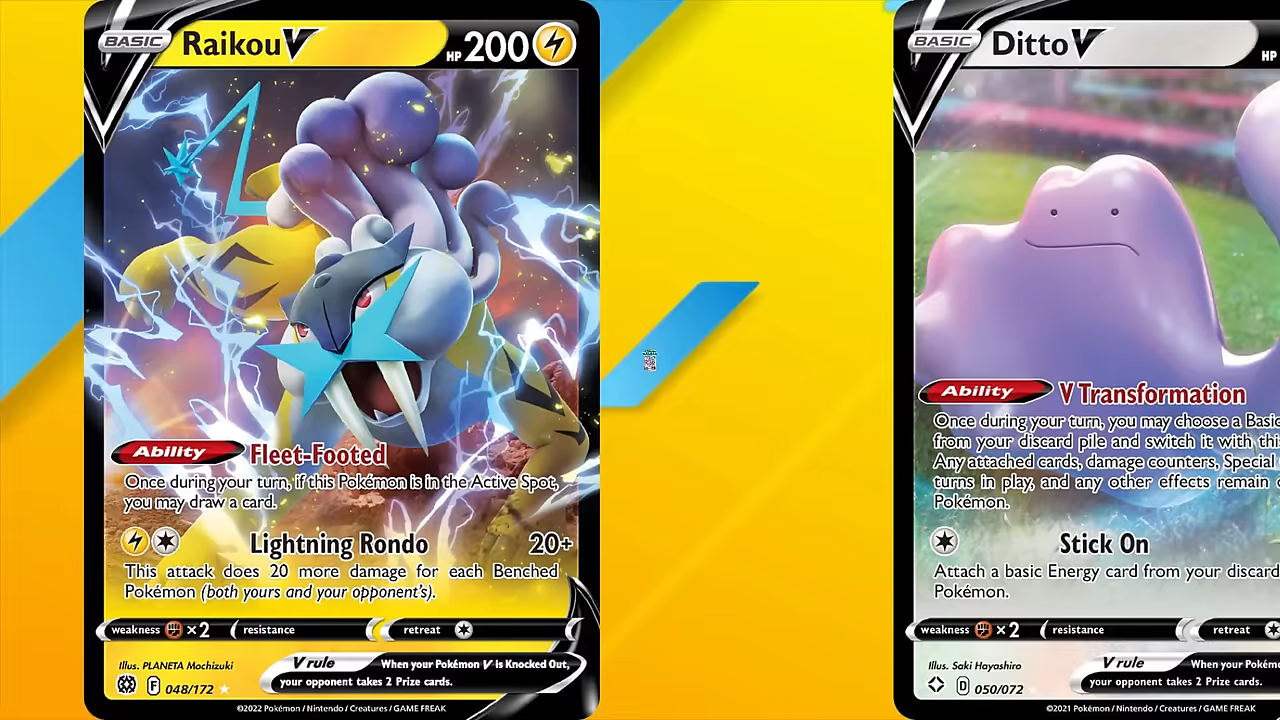 BASIC Raikou V HP 200
Ability Fleet-Footed
Once during your turn, if this Pokémon is in the Active Spot,
you may draw a card.
Lightning Rondo 20+
This attack does 20 more damage for each Benched
Pokémon (both yours and your opponent's).
weakness ×2 resistance retreat
Illus. PLANETA Mochizuki
V rule When your Pokémon V is Knocked Out,
your opponent takes 2 Prize cards.
F 048/172
©2022 Pokémon / Nintendo / Creatures / GAME FREAK
BASIC Ditto V HP
Ability V Transformation
Once during your turn, you may choose a Basi
from your discard pile and switch it with thi
Any attached cards, damage counters, Special
turns in play, and any other effects remain
Pokémon.
Stick On
Attach a basic Energy card from your discard
Pokémon.
weakness ×2 resistance retreat
Illus. Saki Hayashiro
V rule When your Pokém
your opponent takes 2 Prize cards.
D 050/072
©2021 Pokémon / Nintendo / Creatures / GAME FREAK